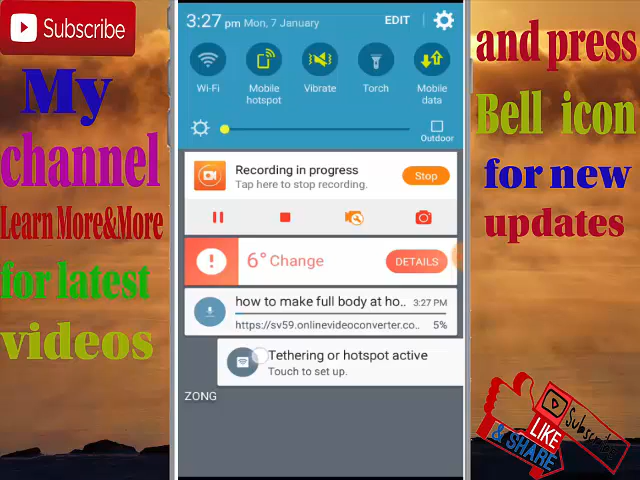 Subscribe
My
channel
Learn More&More
for latest
videos
3:27 pm Mon, 7 January
EDIT
Wi-Fi
Mobile hotspot
Vibrate
Torch
Mobile data
Outdoor
Recording in progress
Tap here to stop recording.
Stop
6° Change
DETAILS
how to make full body at ho.. 3:27 PM
https://sv59.onlinevideoconverter.co.. 5%
Tethering or hotspot active
Touch to set up.
ZONG
and press
Bell icon
for new
updates
LIKE
& SHARE
Subscribe